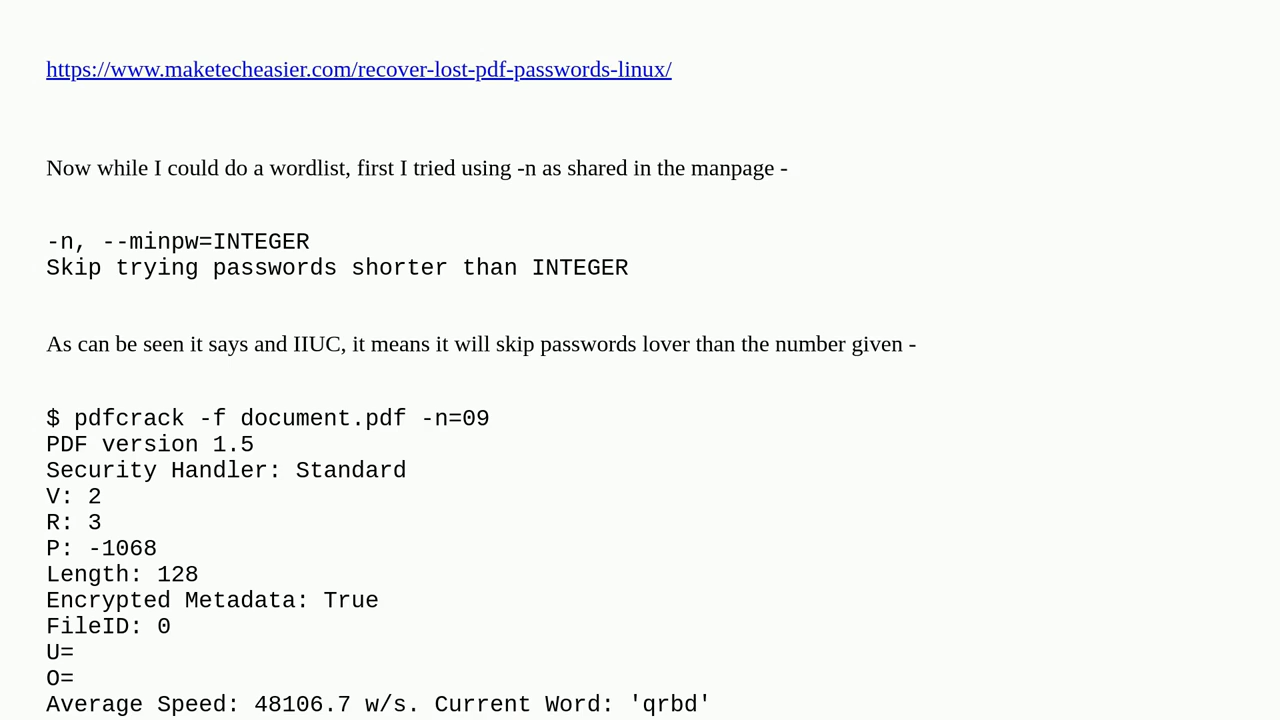 https://www.maketecheasier.com/recover-lost-pdf-passwords-linux/
Now while I could do a wordlist, first I tried using -n as shared in the manpage -
-n, --minpw=INTEGER
Skip trying passwords shorter than INTEGER
As can be seen it says and IIUC, it means it will skip passwords lover than the number given -
$ pdfcrack -f document.pdf -n=09
PDF version 1.5
Security Handler: Standard
V: 2
R: 3
P: -1068
Length: 128
Encrypted Metadata: True
FileID: 0
U=
O=
Average Speed: 48106.7 w/s. Current Word: 'qrbd'